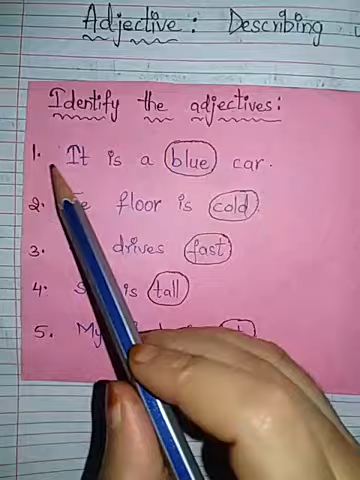 Adjective: Describing
Identify the adjectives:
1. It is a blue car.
2. floor is cold.
3. drives fast
4. is tall
5. My